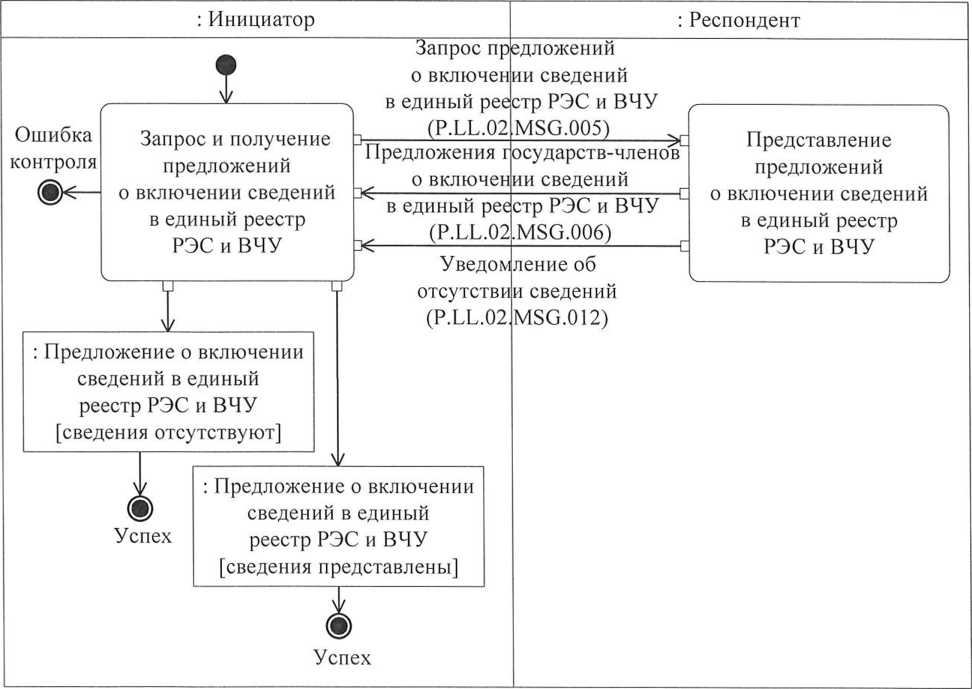 : Инициатор
: Респондент
Запрос предложений
о включении сведений
в единый реестр РЭС и ВЧУ
(P.LL.02.MSG.005)
Ошибка
контроля
Запрос и получение
предложений
о включении сведений
в единый реестр
РЭС и ВЧУ
Предложения государств-членов
о включении сведений
в единый реестр РЭС и ВЧУ
(P.LL.02.MSG.006)
Представление
предложений
о включении сведений
в единый реестр
РЭС и ВЧУ
Уведомление об
отсутствии сведений
(P.LL.02.MSG.012)
: Предложение о включении
сведений в единый
реестр РЭС и ВЧУ
[сведения отсутствуют]
Успех
: Предложение о включении
сведений в единый
реестр РЭС и ВЧУ
[сведения представлены]
Успех